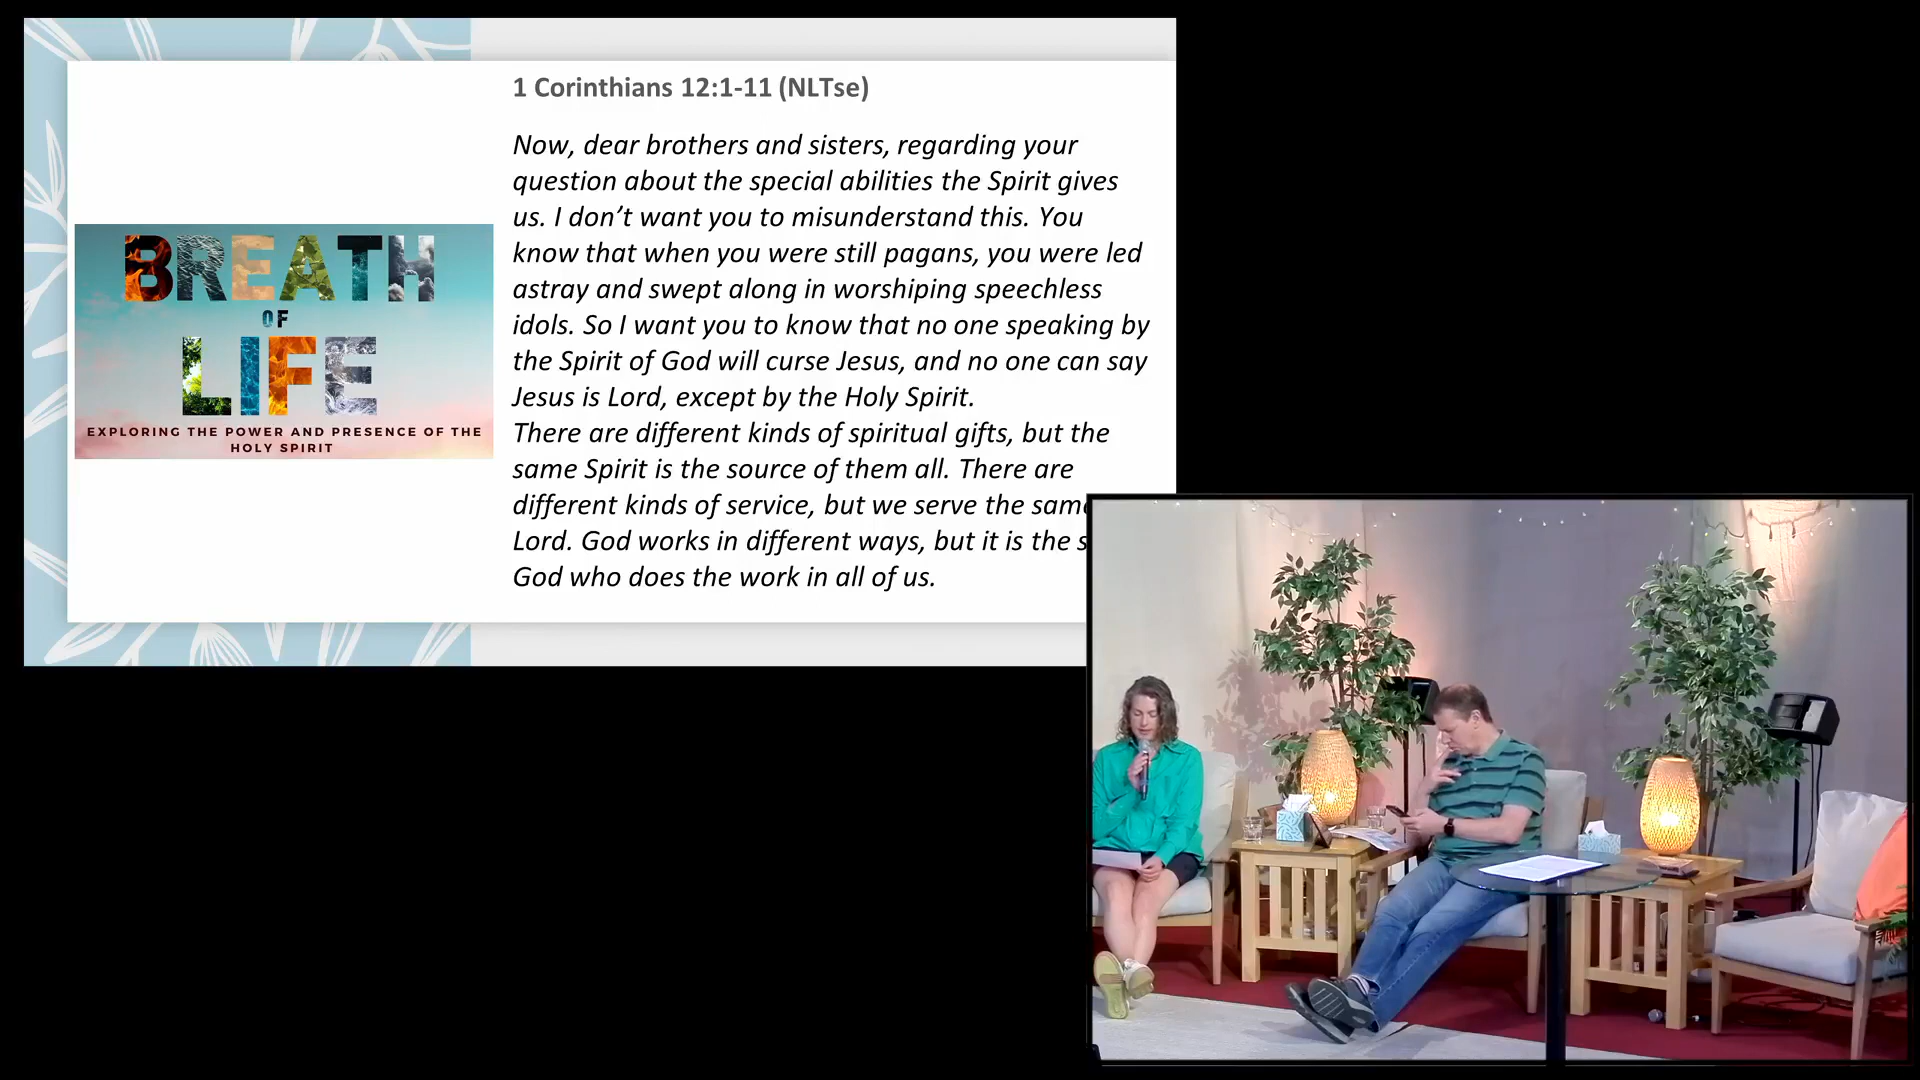 1 Corinthians 12:1-11 (NLTse)
Now, dear brothers and sisters, regarding your
question about the special abilities the Spirit gives
us. I don’t want you to misunderstand this. You
know that when you were still pagans, you were led
astray and swept along in worshiping speechless
idols. So I want you to know that no one speaking by
the Spirit of God will curse Jesus, and no one can say
Jesus is Lord, except by the Holy Spirit.
There are different kinds of spiritual gifts, but the
same Spirit is the source of them all. There are
different kinds of service, but we serve the same
Lord. God works in different ways, but it is the s
God who does the work in all of us.
BREATH
OF
LIFE
EXPLORING THE POWER AND PRESENCE OF THE
HOLY SPIRIT